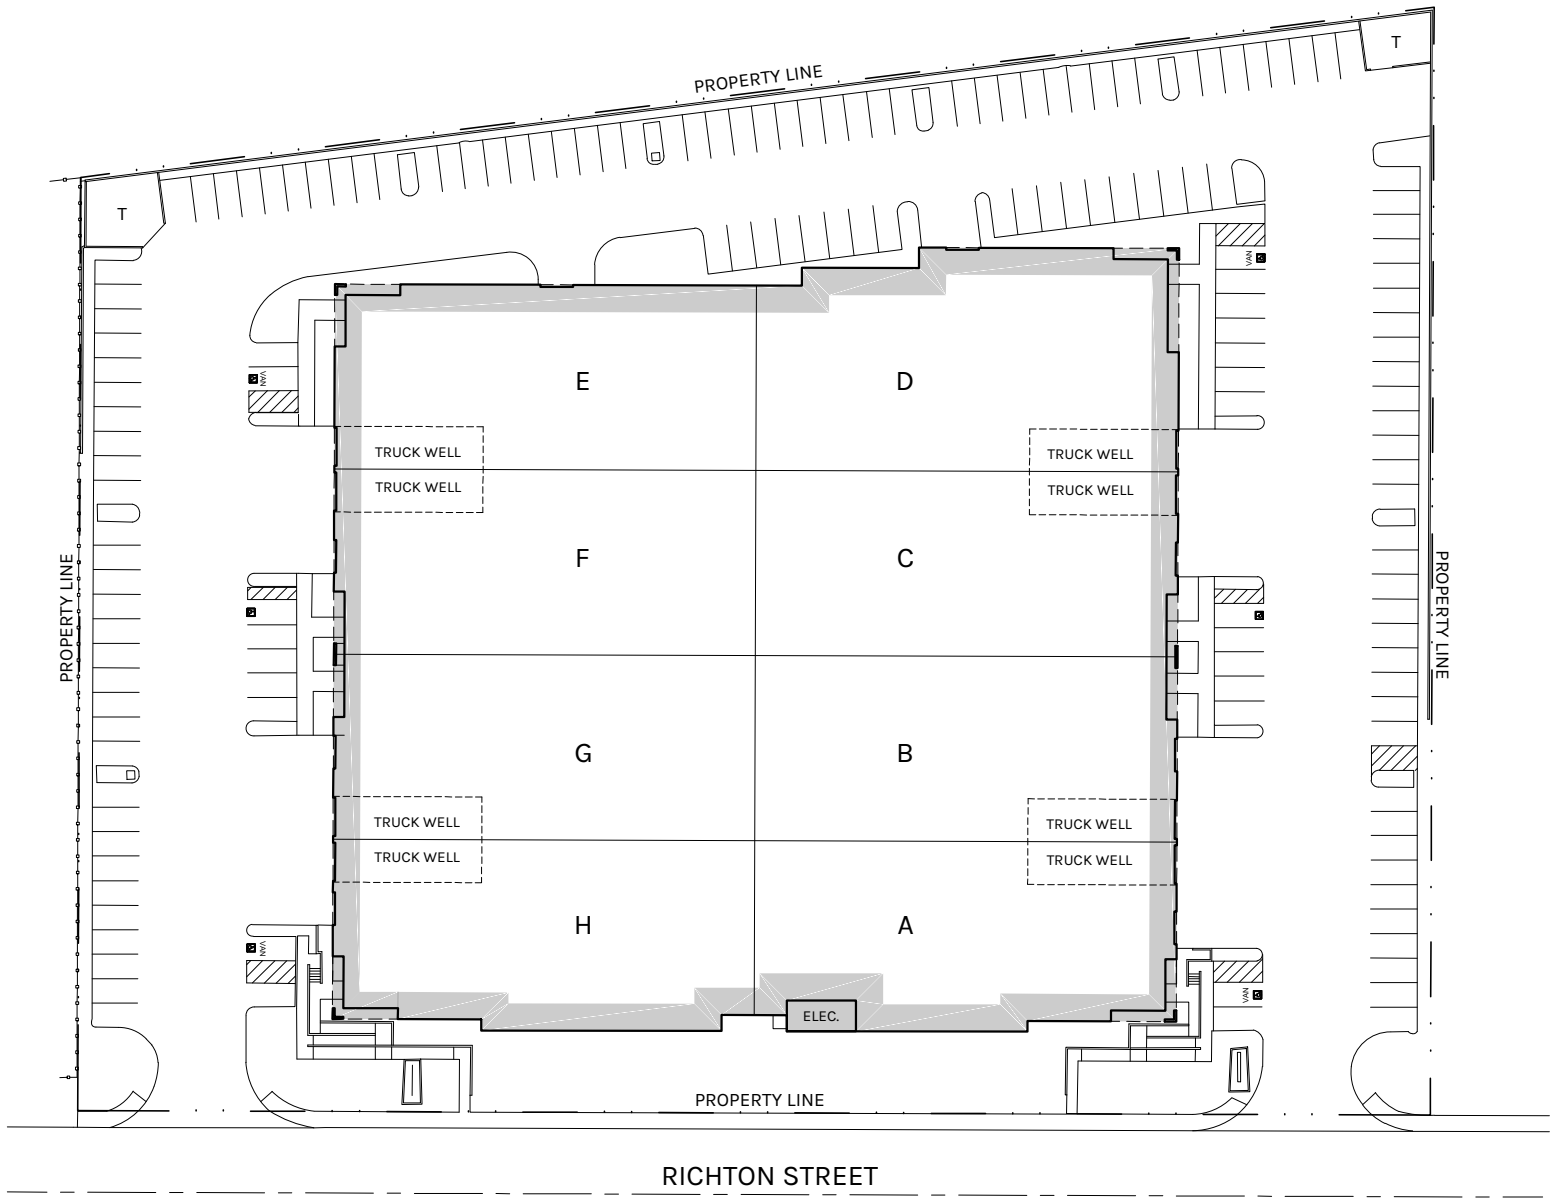 T
PROPERTY LINE
T
VAN
VAN
E
D
TRUCK WELL
TRUCK WELL
TRUCK WELL
TRUCK WELL
F
C
PROPERTY LINE
PROPERTY LINE
G
B
TRUCK WELL
TRUCK WELL
TRUCK WELL
TRUCK WELL
H
A
VAN
VAN
ELEC.
PROPERTY LINE
RICHTON STREET